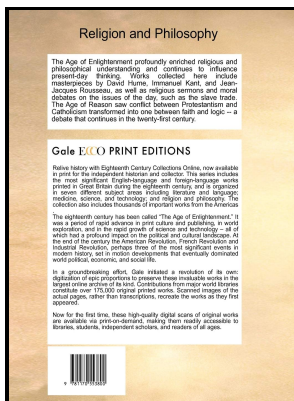 Religion and Philosophy
The Age of Enlightenment profoundly enriched religious and
philosophical understanding and continues to influence
present-day thinking. Works collected here include
masterpieces by David Hume, Immanuel Kant, and Jean-
Jacques Rousseau, as well as religious sermons and moral
debates on the issues of the day, such as the slave trade.
The Age of Reason saw conflict between Protestantism and
Catholicism transformed into one between faith and logic -- a
debate that continues in the twenty-first century.
Gale ECCO PRINT EDITIONS
Relive history with Eighteenth Century Collections Online, now available
in print for the independent historian and collector. This series includes
the most significant English-language and foreign-language works
printed in Great Britain during the eighteenth century, and is organized
in seven different subject areas including literature and language;
medicine, science, and technology; and religion and philosophy. The
collection also includes thousands of important works from the Americas.
The eighteenth century has been called "The Age of Enlightenment." It
was a period of rapid advance in print culture and publishing, in world
exploration, and in the rapid growth of science and technology – all of
which had a profound impact on the political and cultural landscape. At
the end of the century the American Revolution, French Revolution and
Industrial Revolution, perhaps three of the most significant events in
modern history, set in motion developments that eventually dominated
world political, economic, and social life.
In a groundbreaking effort, Gale initiated a revolution of its own:
digitization of epic proportions to preserve these invaluable works in the
largest online archive of its kind. Contributions from major world libraries
constitute over 175,000 original printed works. Scanned images of the
actual pages, rather than transcriptions, recreate the works as they first
appeared.
Now for the first time, these high-quality digital scans of original works
are available via print-on-demand, making them readily accessible to
libraries, students, independent scholars, and readers of all ages.